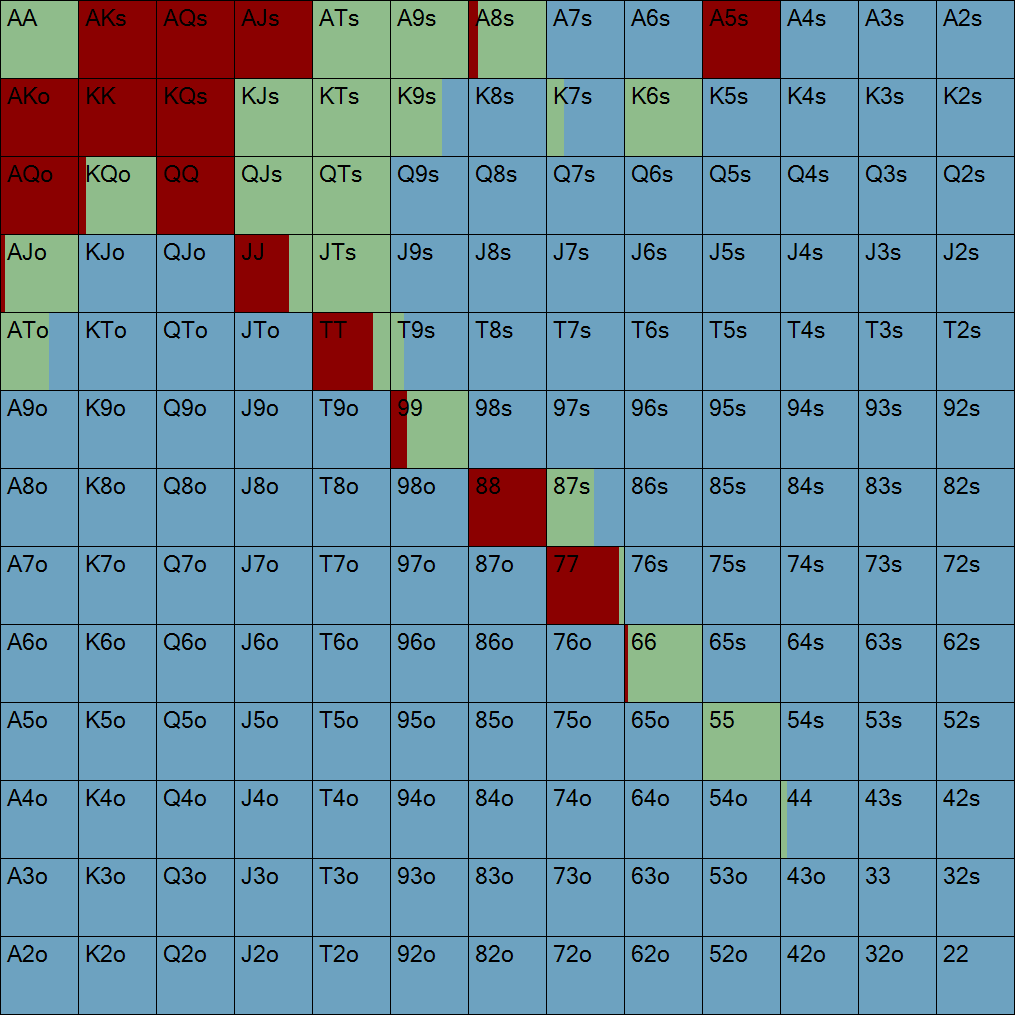 AA AKs AQs AJs ATs A9s A8s A7s A6s A5s A4s A3s A2s
AKo KK KQs KJs KTs K9s K8s K7s K6s K5s K4s K3s K2s
AQo KQo QQ QJs QTs Q9s Q8s Q7s Q6s Q5s Q4s Q3s Q2s
AJo KJo QJo JJ JTs J9s J8s J7s J6s J5s J4s J3s J2s
ATo KTo QTo JTo TT T9s T8s T7s T6s T5s T4s T3s T2s
A9o K9o Q9o J9o T9o 99 98s 97s 96s 95s 94s 93s 92s
A8o K8o Q8o J8o T8o 98o 88 87s 86s 85s 84s 83s 82s
A7o K7o Q7o J7o T7o 97o 87o 77 76s 75s 74s 73s 72s
A6o K6o Q6o J6o T6o 96o 86o 76o 66 65s 64s 63s 62s
A5o K5o Q5o J5o T5o 95o 85o 75o 65o 55 54s 53s 52s
A4o K4o Q4o J4o T4o 94o 84o 74o 64o 54o 44 43s 42s
A3o K3o Q3o J3o T3o 93o 83o 73o 63o 53o 43o 33 32s
A2o K2o Q2o J2o T2o 92o 82o 72o 62o 52o 42o 32o 22